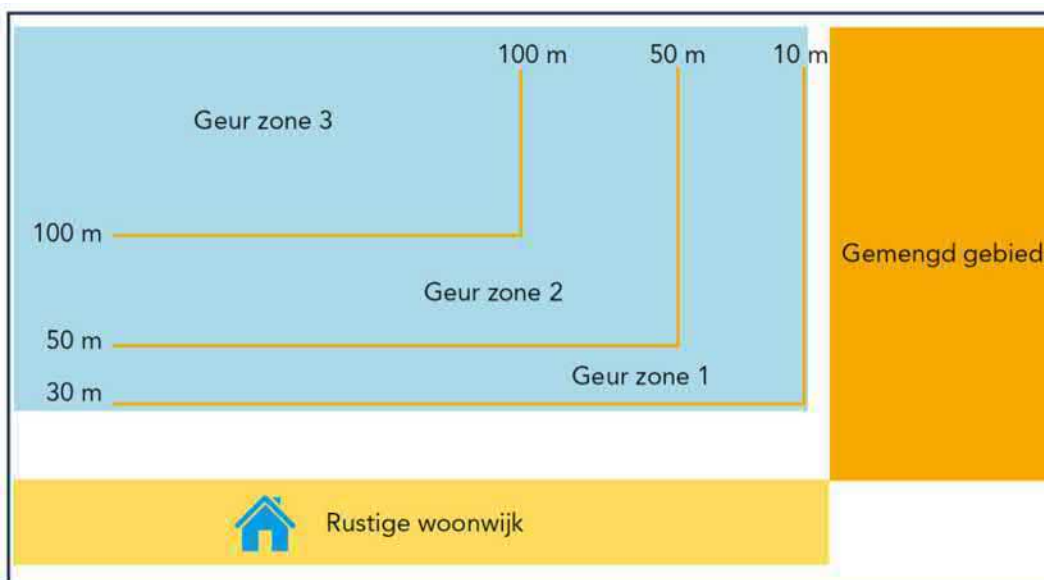 100 m 50 m 10 m
Geur zone 3
100 m
Gemengd gebied
Geur zone 2
50 m
Geur zone 1
30 m
Rustige woonwijk